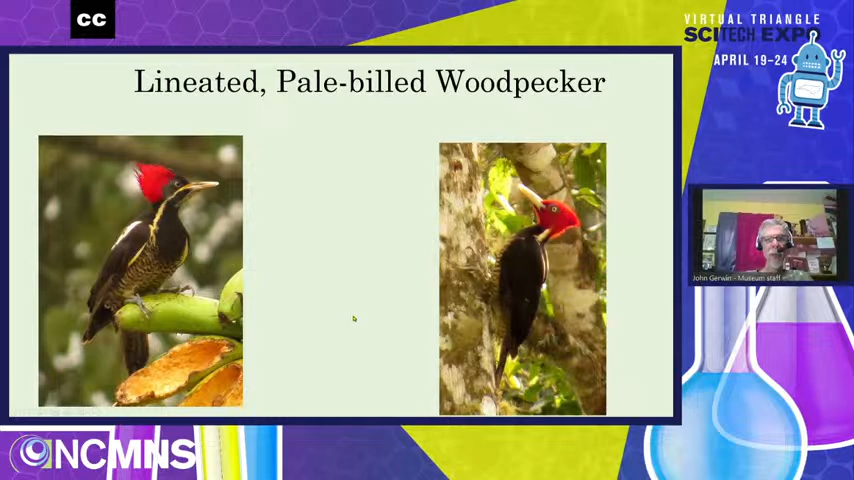 CC
VIRTUAL TRIANGLE
SCITECH EXPO
APRIL 19-24
Lineated, Pale-billed Woodpecker
John Gerwin - Museum staff
NCMNS